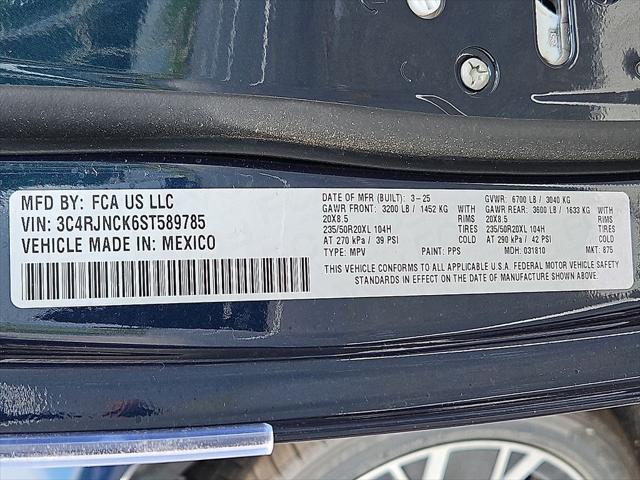 MFD BY: FCA US LLC
VIN: 3C4RJNCK6ST589785
VEHICLE MADE IN: MEXICO
DATE OF MFR (BUILT): 3-25 GVWR: 6700 LB / 3040 KG
GAWR FRONT: 3200 LB / 1452 KG WITH GAWR REAR: 3600 LB / 1633 KG WITH
20X8.5 RIMS 20X8.5 RIMS
235/50R20XL 104H TIRES 235/50R20XL 104H TIRES
AT 270 kPa / 39 PSI COLD AT 290 kPa / 42 PSI COLD
TYPE: MPV PAINT: PPS MDH: 031810 MKT: 875
THIS VEHICLE CONFORMS TO ALL APPLICABLE U.S.A. FEDERAL MOTOR VEHICLE SAFETY
STANDARDS IN EFFECT ON THE DATE OF MANUFACTURE SHOWN ABOVE.